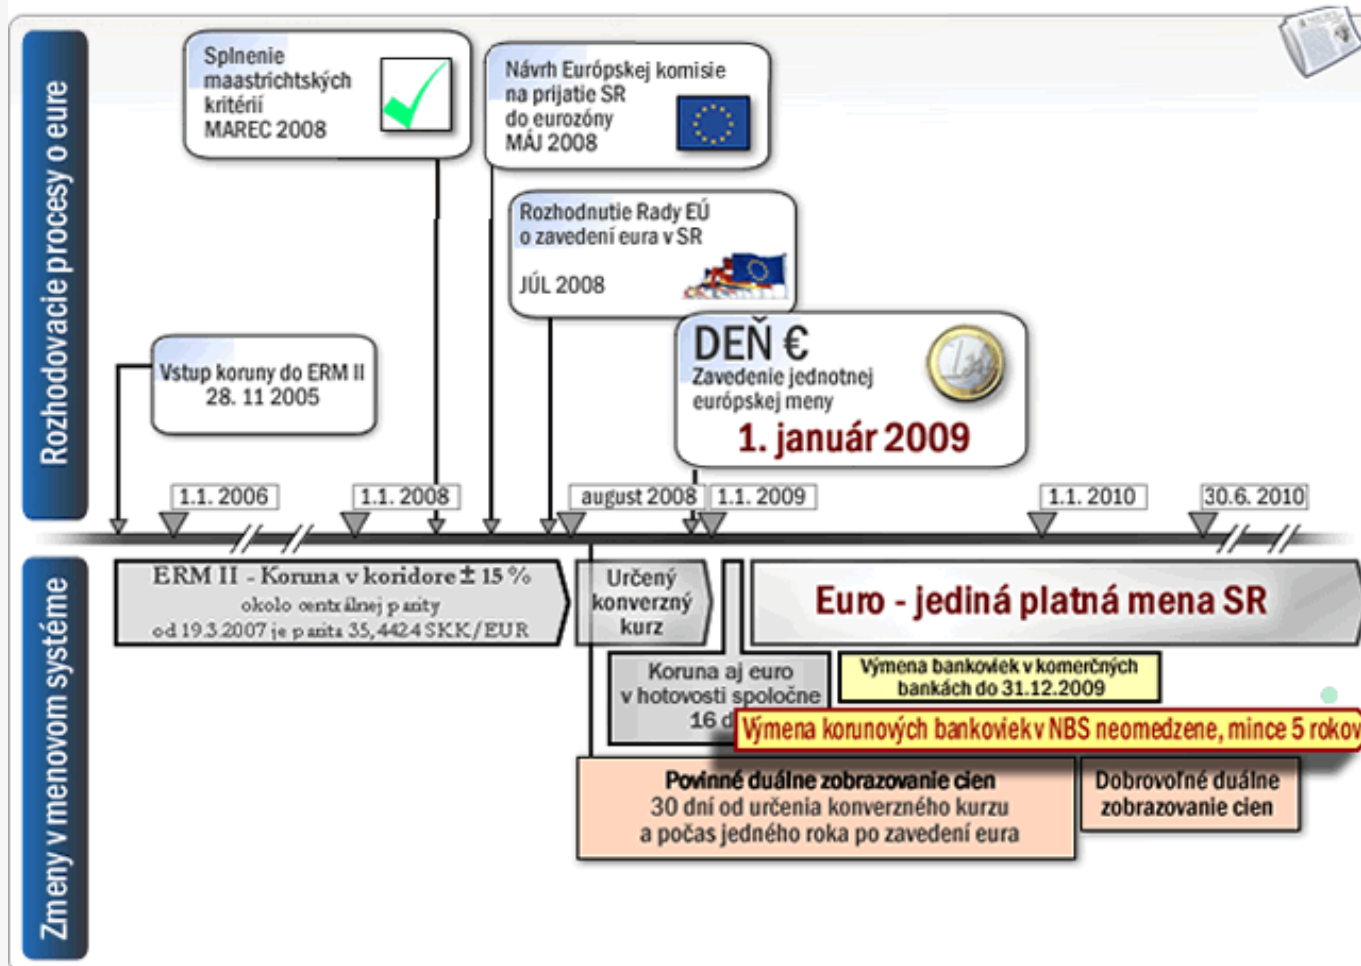 Rozhodovacie procesy o eure
Splnenie
maastrichtských
kritérií
MAREC 2008
Návrh Európskej komisie
na prijatie SR
do eurozóny
MÁJ 2008
Rozhodnutie Rady EÚ
o zavedení eura v SR
JÚL 2008
DEŇ €
Zavedenie jednotnej
európskej meny
1. január 2009
Vstup koruny do ERM II
28. 11 2005
1.1. 2006
1.1. 2008
august 2008
1.1. 2009
1.1. 2010
30.6. 2010
Zmeny v menovom systéme
ERM II - Koruna v koridore ± 15 %
okolo centrálnej parity
od 19.3.2007 je parita 35,4424 SKK/EUR
Určený
konverzný
kurz
Euro - jediná platná mena SR
Koruna aj euro
v hotovosti spoločne
16
Výmena bankoviek v komerčných
bankách do 31.12.2009
Výmena korunových bankoviek v NBS neomedzene, mince 5 rokov
Povinné duálne zobrazovanie cien
30 dní od určenia konverzného kurzu
a počas jedného roka po zavedení eura
Dobrovoľné duálne
zobrazovanie cien